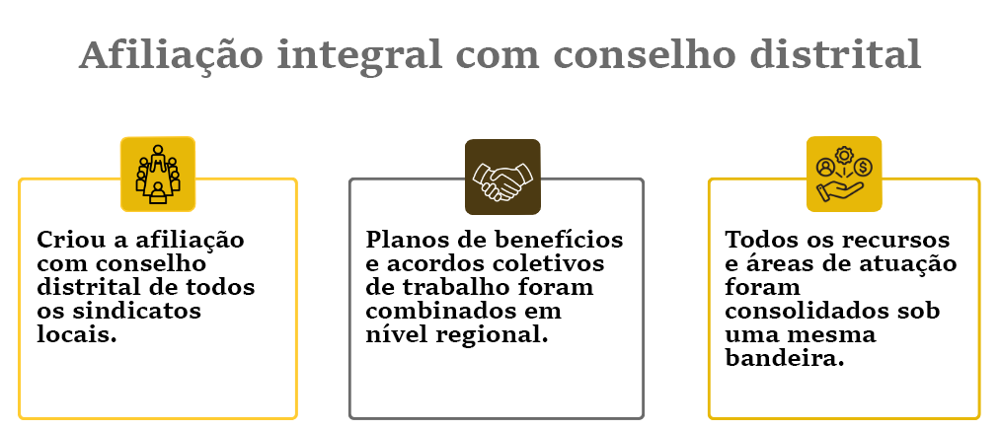 Afiliação integral com conselho distrital
Criou a afiliação
com conselho
distrital de todos
os sindicatos
locais.
Planos de benefícios
e acordos coletivos
de trabalho foram
combinados em
nível regional.
Todos os recursos
e áreas de atuação
foram
consolidados sob
uma mesma
bandeira.